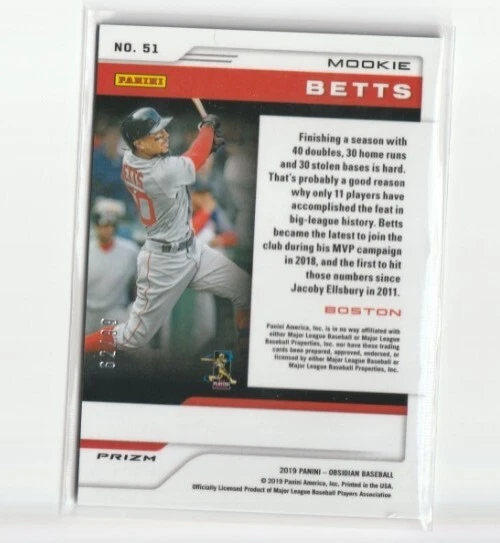 NO. 51
MOOKIE
PANINI
BETTS
Finishing a season with
40 doubles, 30 home runs
and 30 stolen bases is hard.
That's probably a good reason
why only 11 players have
accomplished the feat in
big-league history. Betts
became the latest to join the
club during his MVP campaign
in 2018, and the first to hit
those numbers since
Jacoby Ellsbury in 2011.
BOSTON
Panini America, Inc. is in no way affiliated with
either Major League Baseball or Major League
Baseball Properties, Inc. nor have these trading
cards been prepared, approved, endorsed, or
licensed by either Major League Baseball or
Major League Baseball Properties, Inc.
ETTS
50
PRIZM
2019 PANINI – OBSIDIAN BASEBALL
© 2019 Panini America, Inc. Printed in the USA.
Officially Licensed Product of Major League Baseball Players Association